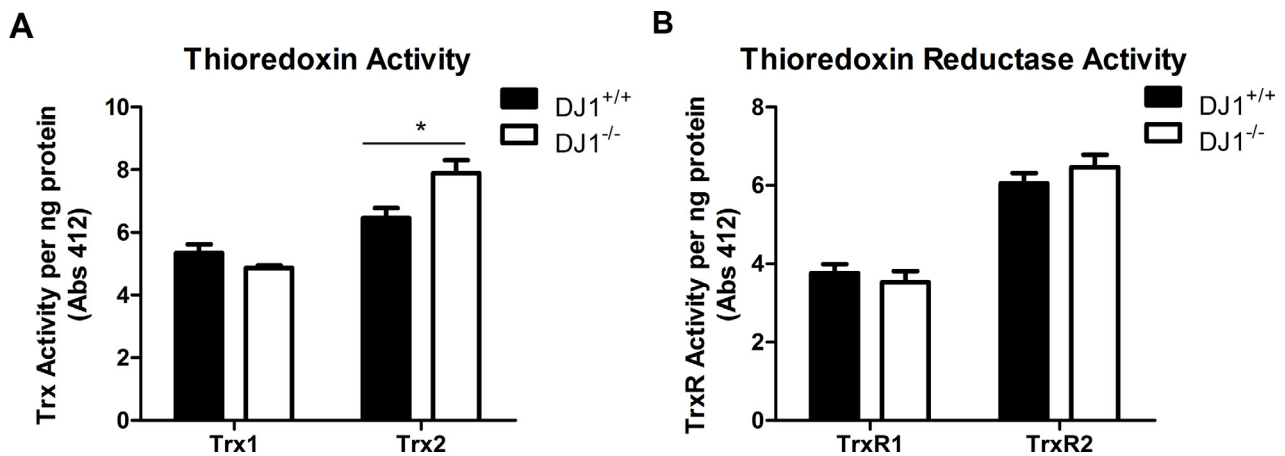 A
Thioredoxin Activity
DJ1+/+
DJ1-/-
Trx Activity per ng protein
(Abs 412)
10
8
6
4
2
0
*
Trx1
Trx2
B
Thioredoxin Reductase Activity
DJ1+/+
DJ1-/-
TrxR Activity per ng protein
(Abs 412)
8
6
4
2
0
TrxR1
TrxR2